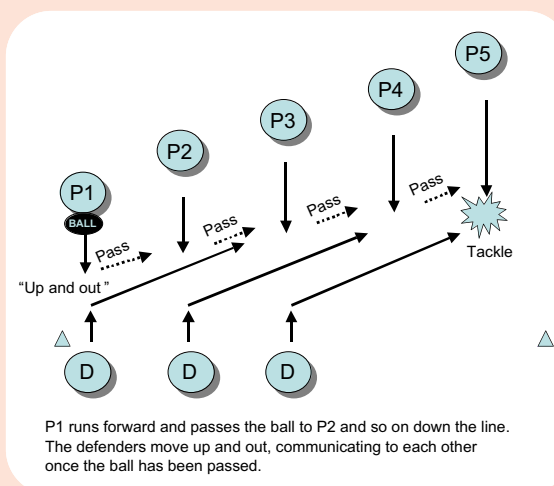 P5
P4
P3
P2
P1
BALL
Pass
Pass
Pass
Pass
Tackle
“Up and out”
D
D
D
P1 runs forward and passes the ball to P2 and so on down the line.
The defenders move up and out, communicating to each other
once the ball has been passed.